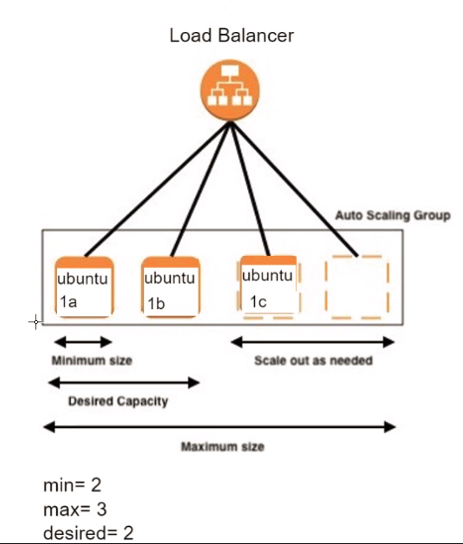 Load Balancer
Auto Scaling Group
ubuntu
1a
ubuntu
1b
ubuntu
1c
Minimum size
Scale out as needed
Desired Capacity
Maximum size
min= 2
max= 3
desired= 2